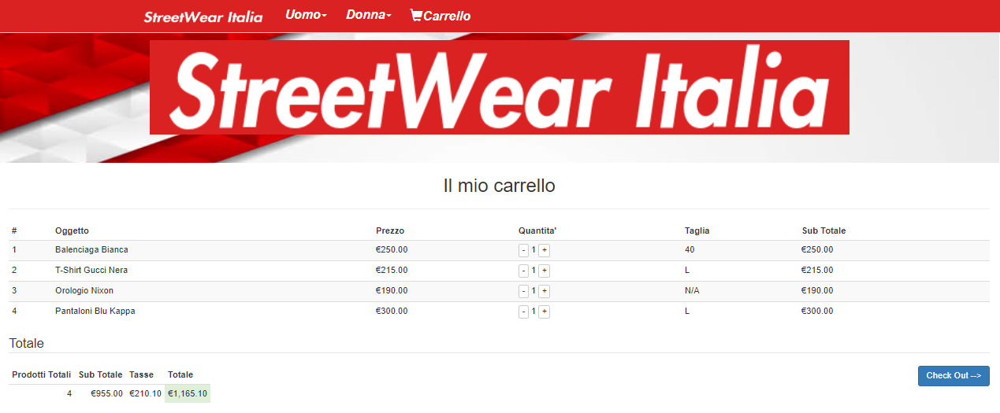 StreetWear Italia Uomo Donna Carrello
StreetWear Italia
Il mio carrello
# Oggetto Prezzo Quantita' Taglia Sub Totale
1 Balenciaga Bianca €250.00 - 1 + 40 €250.00
2 T-Shirt Gucci Nera €215.00 - 1 + L €215.00
3 Orologio Nixon €190.00 - 1 + N/A €190.00
4 Pantaloni Blu Kappa €300.00 - 1 + L €300.00
Totale
Prodotti Totali Sub Totale Tasse Totale
4 €955.00 €210.10 €1,165.10
Check Out -->